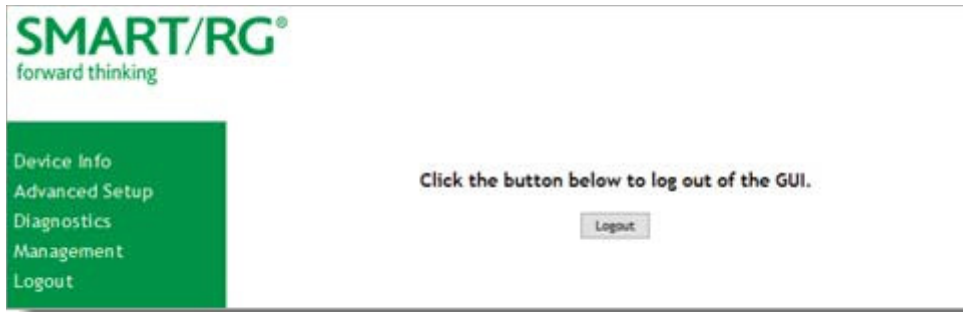 SMART/RG®
forward thinking
Device Info
Advanced Setup
Diagnostics
Management
Logout
Click the button below to log out of the GUI.
Logout